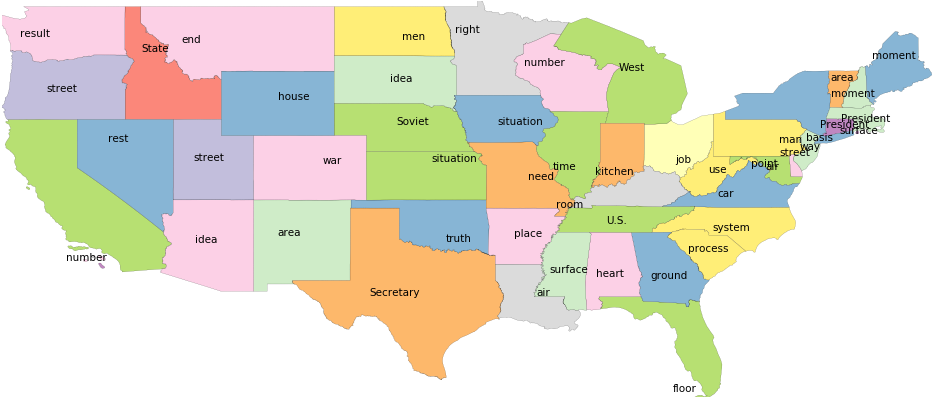 result
State
end
men
right
number
West
moment
street
house
idea
Soviet
situation
area
moment
President
President
surface
rest
street
war
situation
need
time
kitchen
job
use
man
street
basis
way
point
air
car
room
U.S.
system
process
idea
area
truth
place
surface
heart
ground
number
Secretary
air
floor